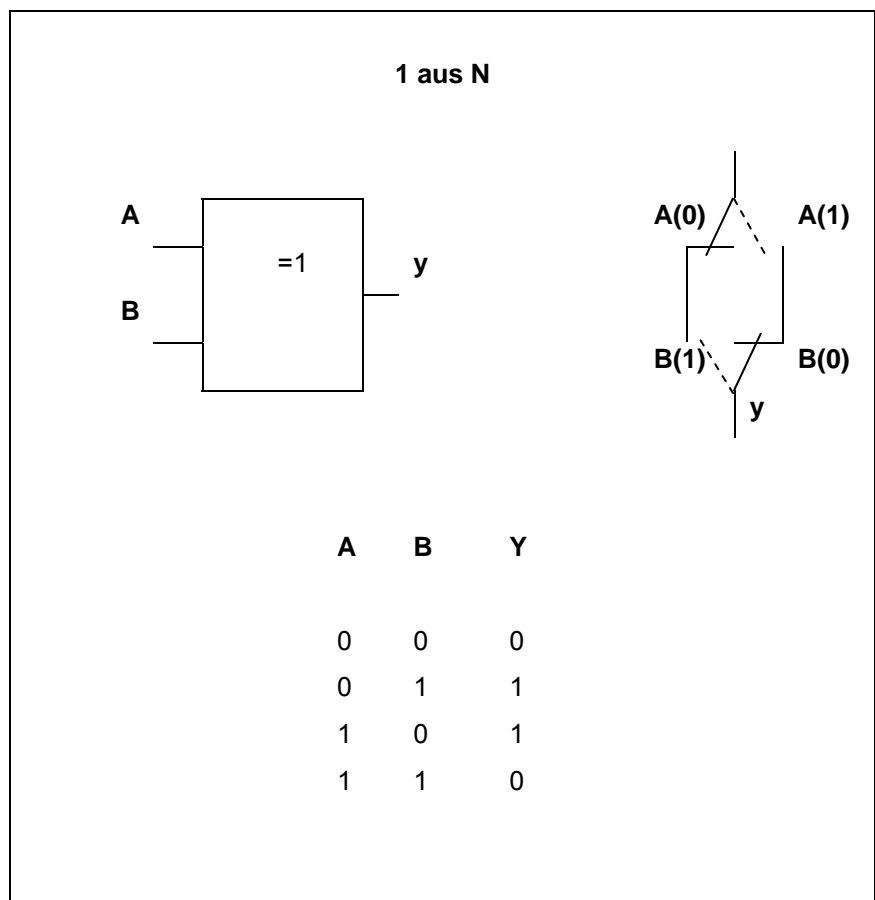 1 aus N
A
=1
y
B
A(0) A(1)
B(1) B(0)
y
A B Y
0 0 0
0 1 1
1 0 1
1 1 0